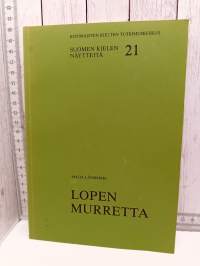 KOTIMAISTEN KIELTEN TUTKIMUSKESKUS
SUOMEN KIELEN
NÄYTTEITÄ 21
LOPEN
MURRETTA